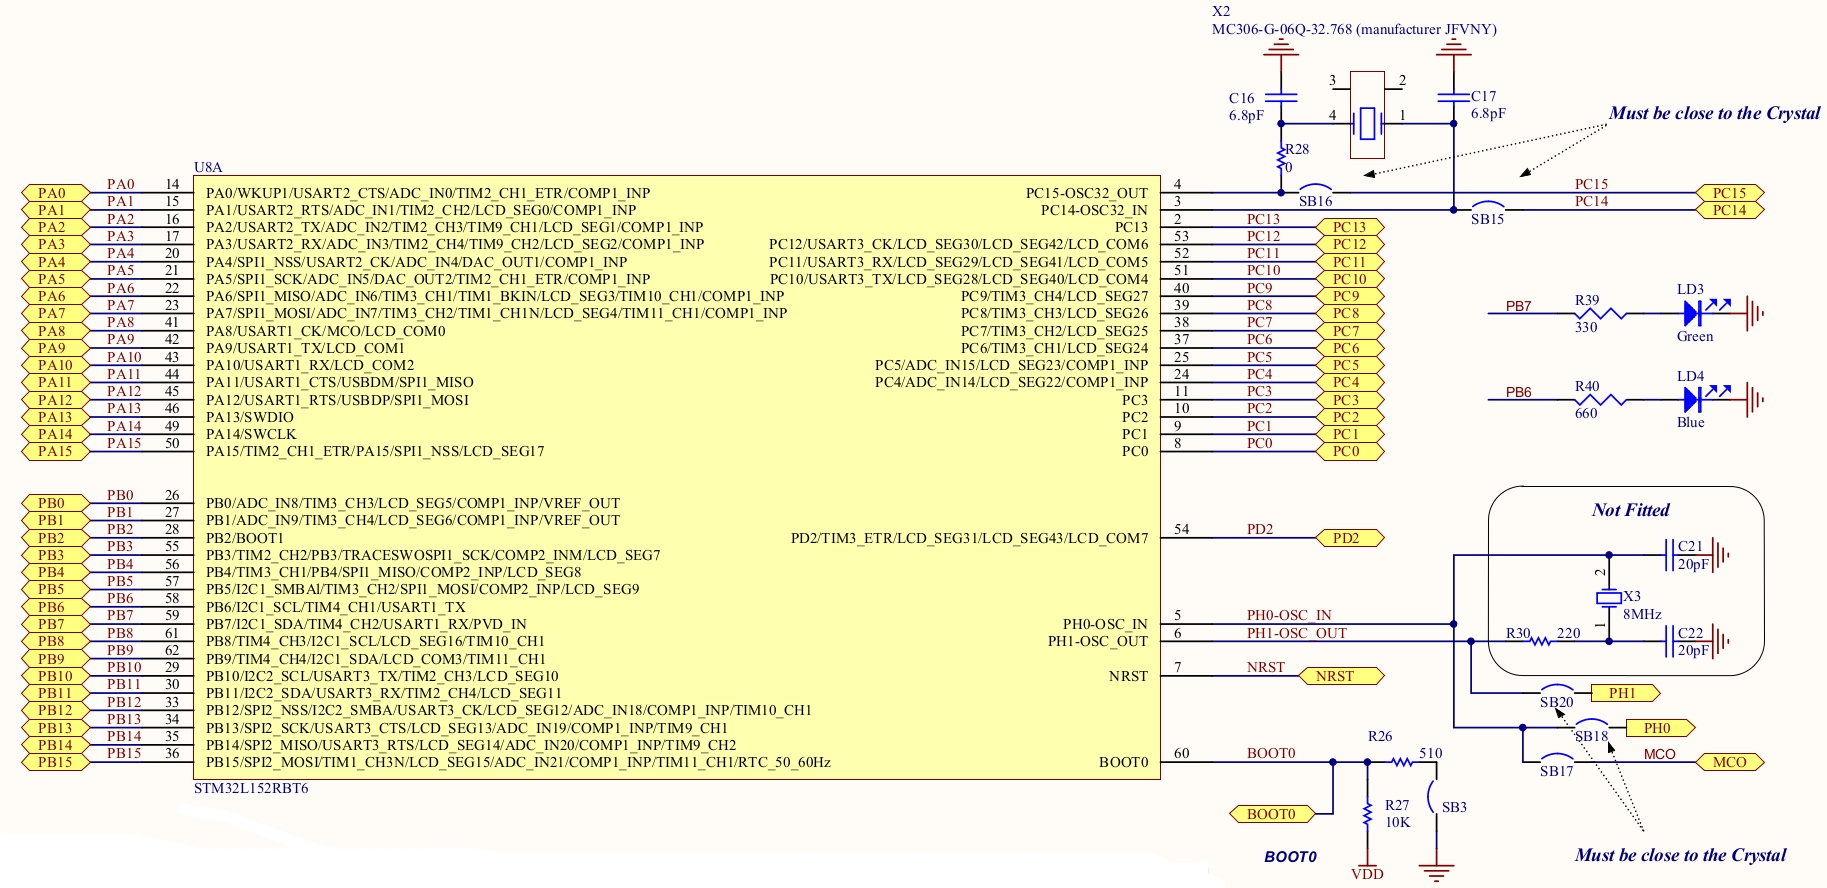 X2
MC306-G-06Q-32.768 (manufacturer JFVNY)
3 2
C16
6.8pF
4 1
C17
6.8pF
Must be close to the Crystal
R28
0
U8A
PA0 PA0 14 PA0/WKUP1/USART2_CTS/ADC_IN0/TIM2_CH1_ETR/COMP1_INP
PA1 PA1 15 PA1/USART2_RTS/ADC_IN1/TIM2_CH2/LCD_SEG0/COMP1_INP
PA2 PA2 16 PA2/USART2_TX/ADC_IN2/TIM2_CH3/TIM9_CH1/LCD_SEG1/COMP1_INP
PA3 PA3 17 PA3/USART2_RX/ADC_IN3/TIM2_CH4/TIM9_CH2/LCD_SEG2/COMP1_INP
PA4 PA4 20 PA4/SPI1_NSS/USART2_CK/ADC_IN4/DAC_OUT1/COMP1_INP
PA5 PA5 21 PA5/SPI1_SCK/ADC_IN5/DAC_OUT2/TIM2_CH1_ETR/COMP1_INP
PA6 PA6 22 PA6/SPI1_MISO/ADC_IN6/TIM3_CH1/TIM1_BKIN/LCD_SEG3/TIM10_CH1/COMP1_INP
PA7 PA7 23 PA7/SPI1_MOSI/ADC_IN7/TIM3_CH2/TIM1_CH1N/LCD_SEG4/TIM11_CH1/COMP1_INP
PA8 PA8 41 PA8/USART1_CK/MCO/LCD_COM0
PA9 PA9 42 PA9/USART1_TX/LCD_COM1
PA10 PA10 43 PA10/USART1_RX/LCD_COM2
PA11 PA11 44 PA11/USART1_CTS/USBDM/SPI1_MISO
PA12 PA12 45 PA12/USART1_RTS/USBDP/SPI1_MOSI
PA13 PA13 46 PA13/SWDIO
PA14 PA14 49 PA14/SWCLK
PA15 PA15 50 PA15/TIM2_CH1_ETR/PA15/SPI1_NSS/LCD_SEG17
PB0 PB0 26 PB0/ADC_IN8/TIM3_CH3/LCD_SEG5/COMP1_INP/VREF_OUT
PB1 PB1 27 PB1/ADC_IN9/TIM3_CH4/LCD_SEG6/COMP1_INP/VREF_OUT
PB2 PB2 28 PB2/BOOT1
PB3 PB3 55 PB3/TIM2_CH2/PB3/TRACESWOSPI1_SCK/COMP2_INM/LCD_SEG7
PB4 PB4 56 PB4/TIM3_CH1/PB4/SPI1_MISO/COMP2_INP/LCD_SEG8
PB5 PB5 57 PB5/I2C1_SMBAl/TIM3_CH2/SPI1_MOSI/COMP2_INP/LCD_SEG9
PB6 PB6 58 PB6/I2C1_SCL/TIM4_CH1/USART1_TX
PB7 PB7 59 PB7/I2C1_SDA/TIM4_CH2/USART1_RX/PVD_IN
PB8 PB8 61 PB8/TIM4_CH3/I2C1_SCL/LCD_SEG16/TIM10_CH1
PB9 PB9 62 PB9/TIM4_CH4/I2C1_SDA/LCD_COM3/TIM11_CH1
PB10 PB10 29 PB10/I2C2_SCL/USART3_TX/TIM2_CH3/LCD_SEG10
PB11 PB11 30 PB11/I2C2_SDA/USART3_RX/TIM2_CH4/LCD_SEG11
PB12 PB12 33 PB12/SPI2_NSS/I2C2_SMBA/USART3_CK/LCD_SEG12/ADC_IN18/COMP1_INP/TIM10_CH1
PB13 PB13 34 PB13/SPI2_SCK/USART3_CTS/LCD_SEG13/ADC_IN19/COMP1_INP/TIM9_CH1
PB14 PB14 35 PB14/SPI2_MISO/USART3_RTS/LCD_SEG14/ADC_IN20/COMP1_INP/TIM9_CH2
PB15 PB15 36 PB15/SPI2_MOSI/TIM1_CH3N/LCD_SEG15/ADC_IN21/COMP1_INP/TIM11_CH1/RTC_50_60Hz
STM32L152RBT6
PC15-OSC32_OUT 4 SB16 PC15 PC15
PC14-OSC32_IN 3 SB15 PC14 PC14
PC13 2 PC13 PC13
PC12/USART3_CK/LCD_SEG30/LCD_SEG42/LCD_COM6 53 PC12 PC12
PC11/USART3_RX/LCD_SEG29/LCD_SEG41/LCD_COM5 52 PC11 PC11
PC10/USART3_TX/LCD_SEG28/LCD_SEG40/LCD_COM4 51 PC10 PC10
PC9/TIM3_CH4/LCD_SEG27 40 PC9 PC9
PC8/TIM3_CH3/LCD_SEG26 39 PC8 PC8
PC7/TIM3_CH2/LCD_SEG25 38 PC7 PC7
PC6/TIM3_CH1/LCD_SEG24 37 PC6 PC6
PC5/ADC_IN15/LCD_SEG23/COMP1_INP 25 PC5 PC5
PC4/ADC_IN14/LCD_SEG22/COMP1_INP 24 PC4 PC4
PC3 11 PC3 PC3
PC2 10 PC2 PC2
PC1 9 PC1 PC1
PC0 8 PC0 PC0
PD2/TIM3_ETR/LCD_SEG31/LCD_SEG43/LCD_COM7 54 PD2 PD2
PH0-OSC_IN 5 PH0-OSC_IN
PH1-OSC_OUT 6 PH1-OSC_OUT
NRST 7 NRST NRST
BOOT0 60 BOOT0
PB7 R39 LD3
330 Green
PB6 R40 LD4
660 Blue
Not Fitted
C21
20pF
2
X3
8MHz
1
R30 220
C22
20pF
SB20 PH1
SB18 PH0
SB17 MCO MCO
R26 510
R27
10K
SB3
BOOT0
BOOT0
VDD
Must be close to the Crystal